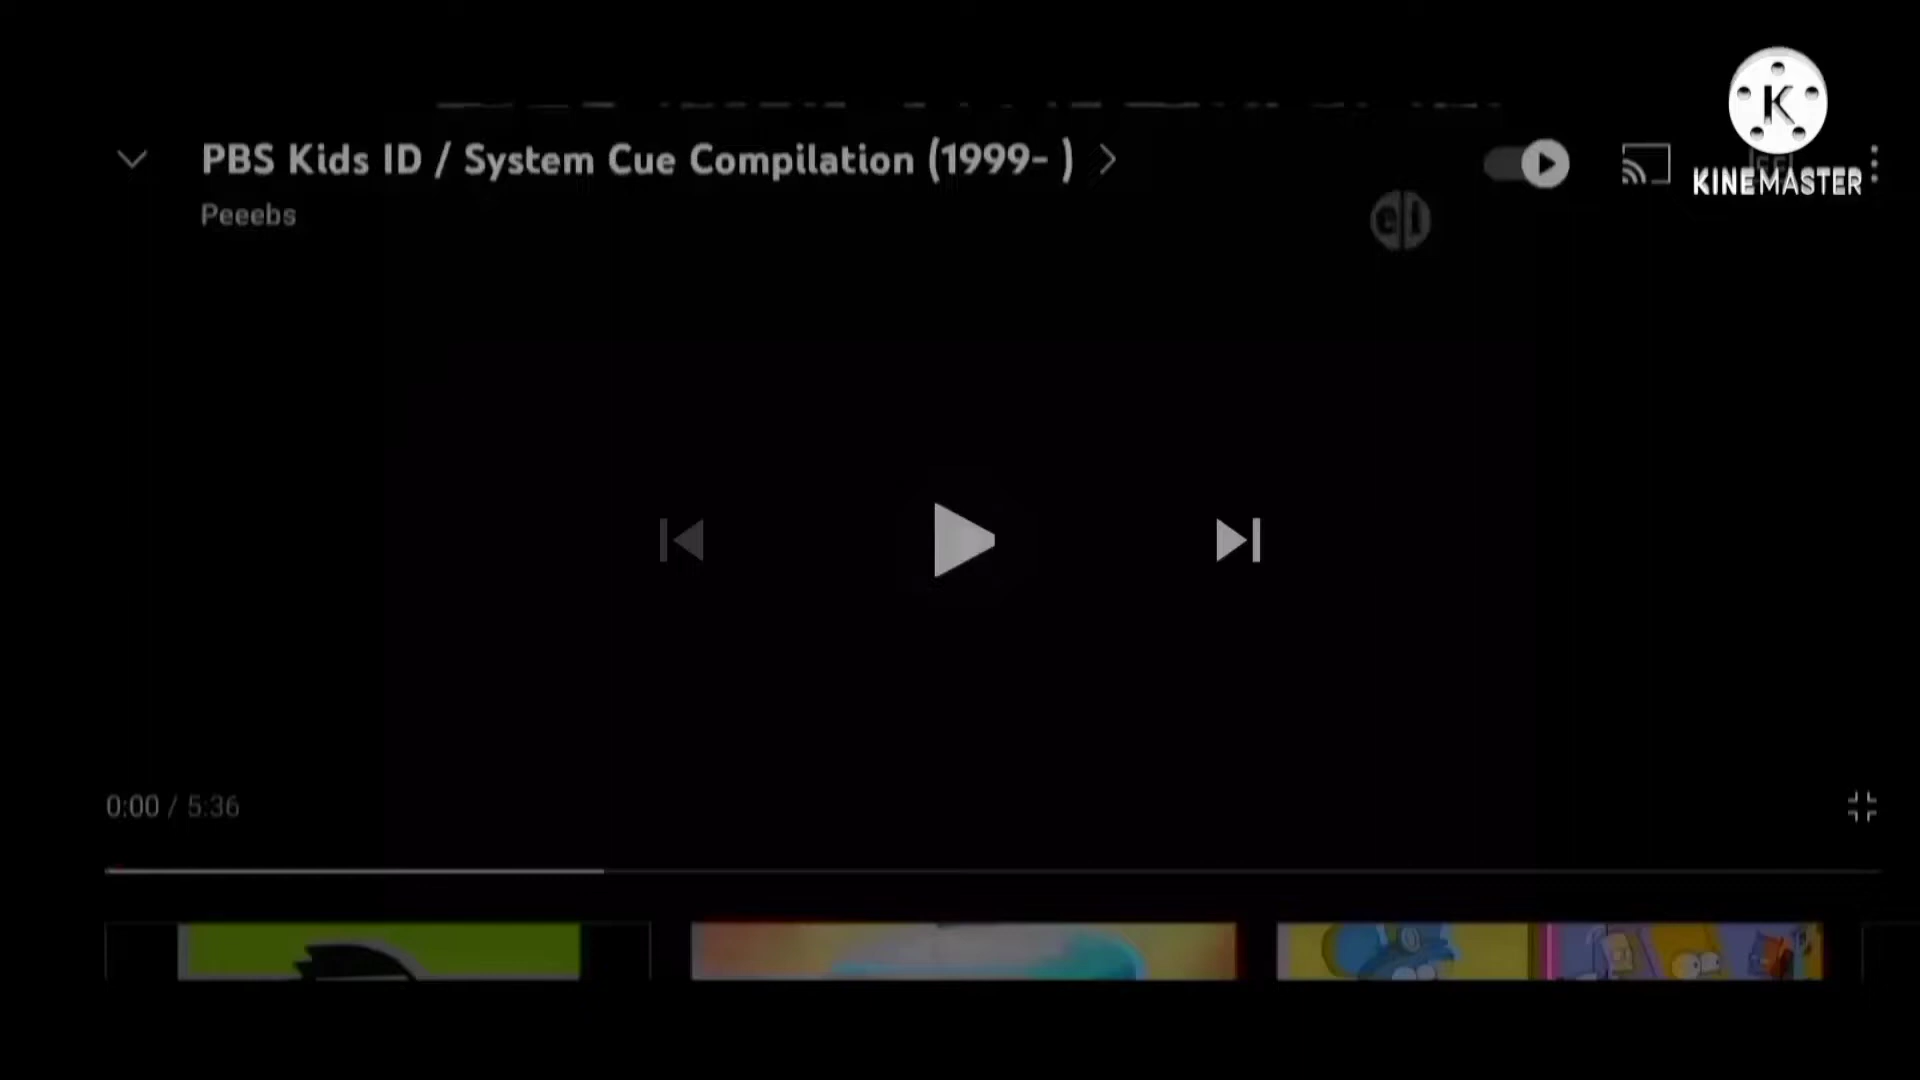 PBS Kids ID / System Cue Compilation (1999- )
Peeebs
K
KINEMASTER
e/i
0:00 / 5:36